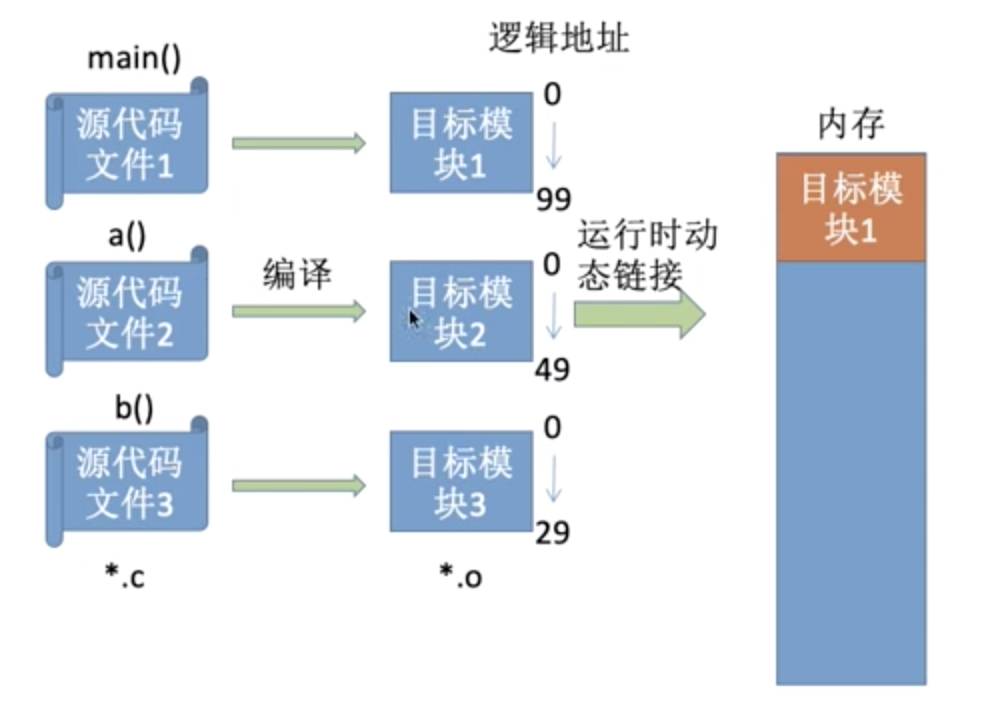 逻辑地址
main()
源代码
文件1
目标模
块1
0
99
内存
目标模
块1
a()
源代码
文件2
编译
目标模
块2
0
49
运行时动
态链接
b()
源代码
文件3
目标模
块3
0
29
*.c
*.o